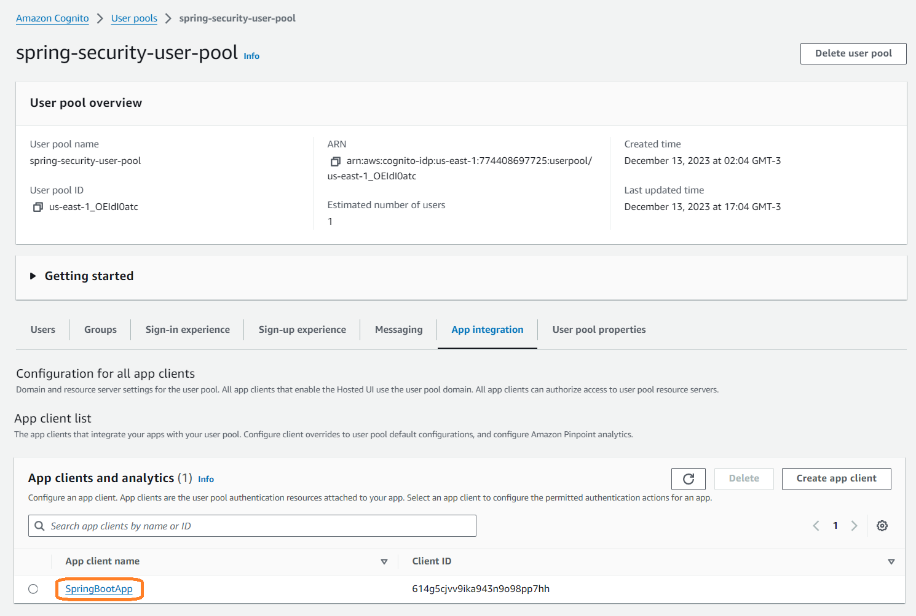 Amazon Cognito > User pools > spring-security-user-pool
spring-security-user-pool Info
Delete user pool
User pool overview
User pool name
spring-security-user-pool
User pool ID
us-east-1_OEIdI0atc
ARN
arn:aws:cognito-idp:us-east-1:774408697725:userpool/
us-east-1_OEIdI0atc
Estimated number of users
1
Created time
December 13, 2023 at 02:04 GMT-3
Last updated time
December 13, 2023 at 17:04 GMT-3
Getting started
Users Groups Sign-in experience Sign-up experience Messaging App integration User pool properties
Configuration for all app clients
Domain and resource server settings for the user pool. All app clients that enable the Hosted UI use the user pool domain. All app clients can authorize access to user pool resource servers.
App client list
The app clients that integrate your apps with your user pool. Configure client overrides to user pool default configurations, and configure Amazon Pinpoint analytics.
App clients and analytics (1) Info
Delete
Create app client
Configure an app client. App clients are the user pool authentication resources attached to your app. Select an app client to configure the permitted authentication actions for an app.
Search app clients by name or ID
1
App client name Client ID
SpringBootApp 614g5cjvv9ika943n9o98pp7hh